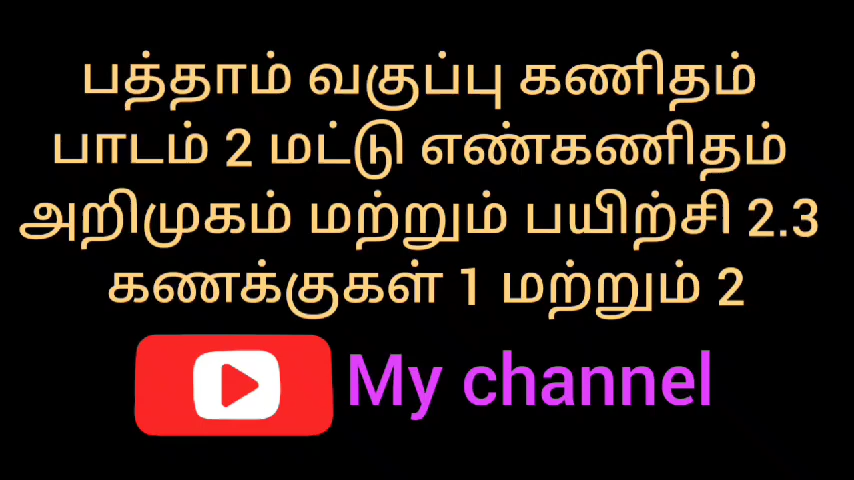 பத்தாம் வகுப்பு கணிதம்
பாடம் 2 மட்டு எண்கணிதம்
அறிமுகம் மற்றும் பயிற்சி 2.3
கணக்குகள் 1 மற்றும் 2
My channel